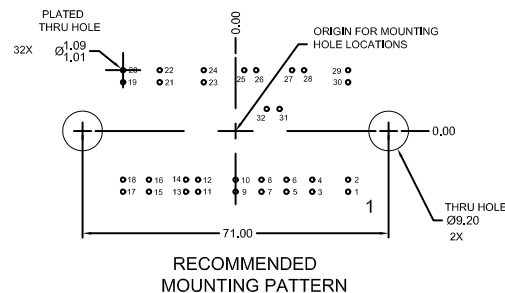 PLATED
THRU HOLE
32X Ø1.09
1.01
0.00
ORIGIN FOR MOUNTING
HOLE LOCATIONS
20 22 24 25 26 27 28 29
19 21 23 30
32 31
0.00
18 16 14 12 10 8 6 4 2
17 15 13 11 9 7 5 3 1
1
THRU HOLE
Ø9.20
2X
71.00
RECOMMENDED
MOUNTING PATTERN